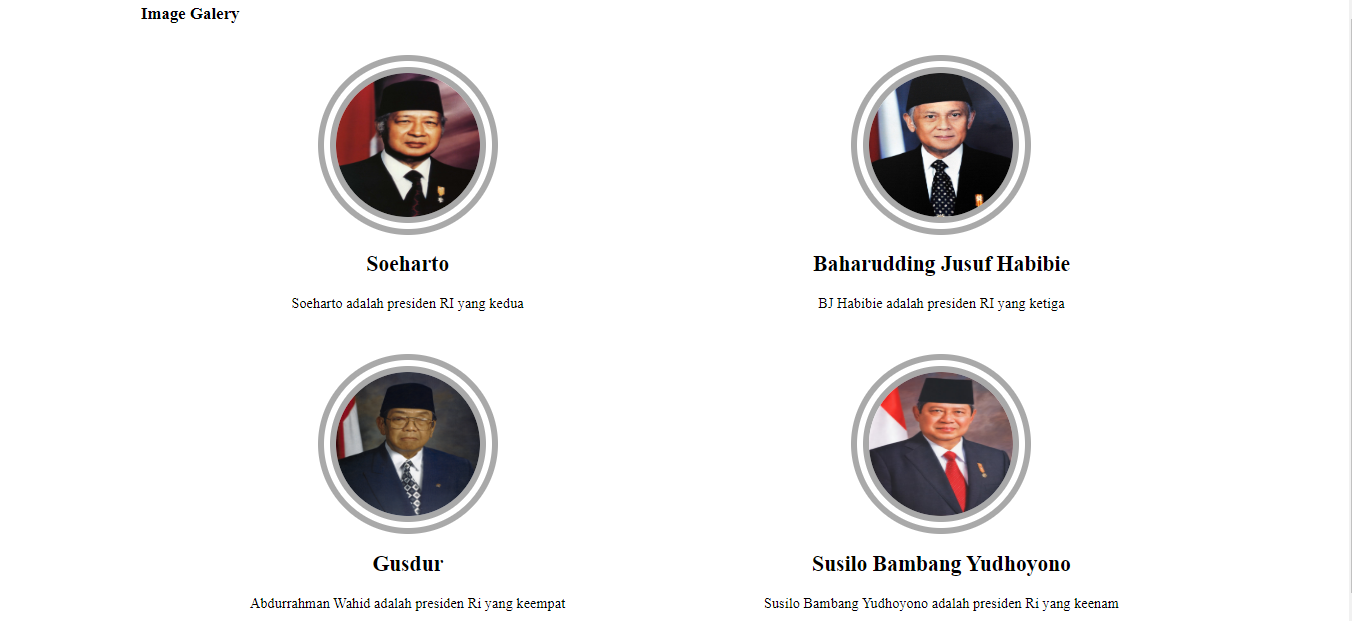 Image Galery
Soeharto
Baharudding Jusuf Habibie
Soeharto adalah presiden RI yang kedua
BJ Habibie adalah presiden RI yang ketiga
Gusdur
Susilo Bambang Yudhoyono
Abdurrahman Wahid adalah presiden Ri yang keempat
Susilo Bambang Yudhoyono adalah presiden Ri yang keenam